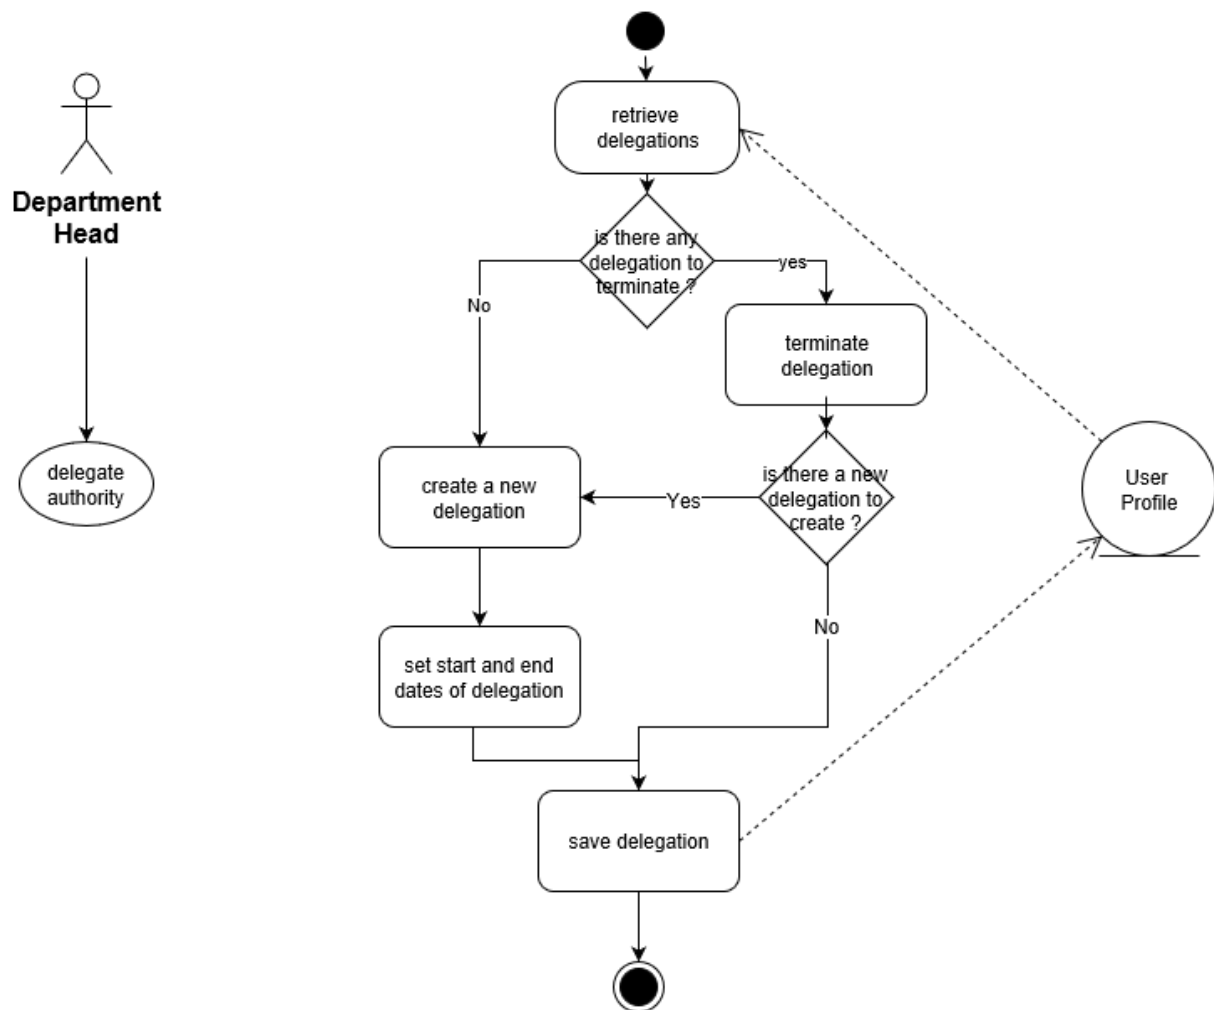 retrieve
delegations
Department
Head
is there any
delegation to
terminate ?
yes
No
terminate
delegation
delegate
authority
create a new
delegation
Yes
is there a new
delegation to
create ?
User
Profile
No
set start and end
dates of delegation
save delegation